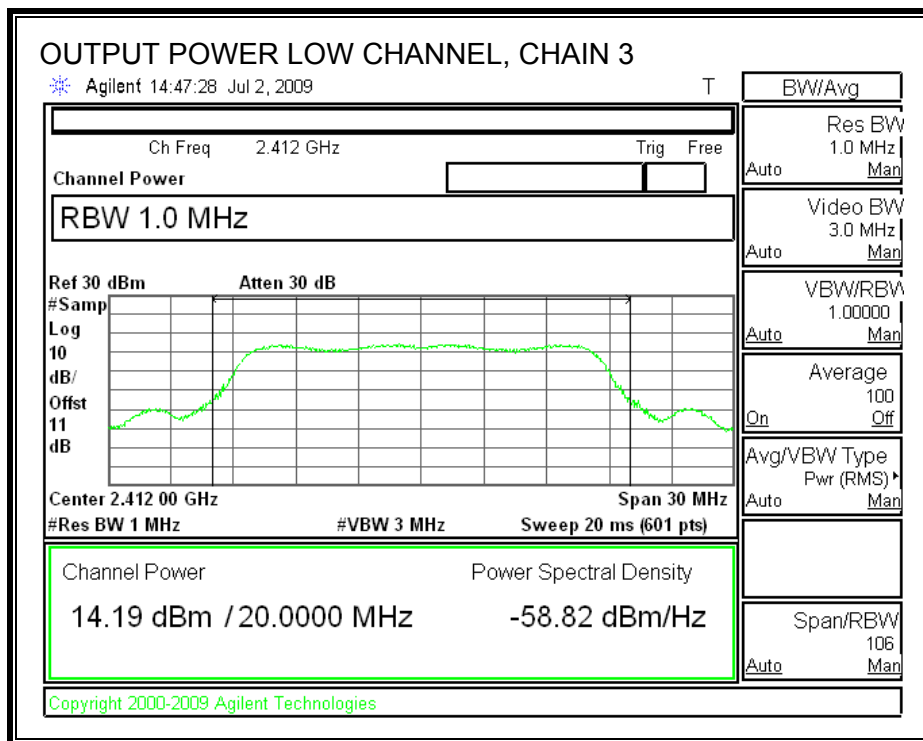 OUTPUT POWER LOW CHANNEL, CHAIN 3
Agilent 14:47:28 Jul 2, 2009 T
Ch Freq 2.412 GHz Trig Free
Channel Power
RBW 1.0 MHz
Ref 30 dBm Atten 30 dB
#Samp
Log
10
dB/
Offst
11
dB
Center 2.412 00 GHz Span 30 MHz
#Res BW 1 MHz #VBW 3 MHz Sweep 20 ms (601 pts)
Channel Power Power Spectral Density
14.19 dBm / 20.0000 MHz -58.82 dBm/Hz
Copyright 2000-2009 Agilent Technologies
BW/Avg
Res BW
1.0 MHz
Auto Man
Video BW
3.0 MHz
Auto Man
VBW/RBW
1.00000
Auto Man
Average
100
On Off
Avg/VBW Type
Pwr (RMS)
Auto Man
Span/RBW
106
Auto Man